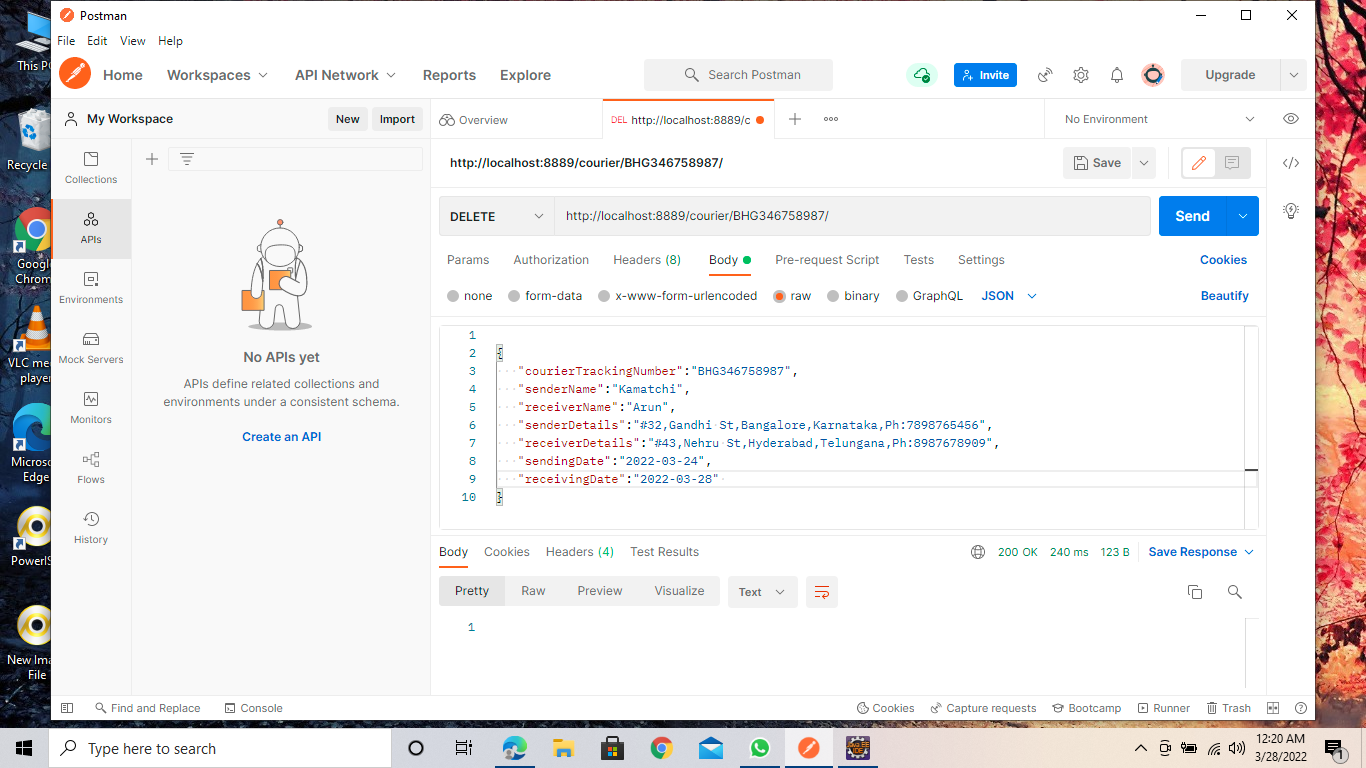 This PC
Recycle
Google
Chrom
VLC me
player
Microso
Edge
PowerIS
New Ima
File
Postman
File Edit View Help
Home Workspaces API Network Reports Explore Search Postman Invite Upgrade
My Workspace New Import Overview DEL http://localhost:8889/c No Environment
Collections
APIs
Environments
Mock Servers
Monitors
Flows
History
No APIs yet
APIs define related collections and
environments under a consistent schema.
Create an API
http://localhost:8889/courier/BHG346758987/ Save
DELETE http://localhost:8889/courier/BHG346758987/ Send
Params Authorization Headers (8) Body Pre-request Script Tests Settings Cookies
none form-data x-www-form-urlencoded raw binary GraphQL JSON Beautify
1
2 {
3 "courierTrackingNumber":"BHG346758987",
4 "senderName":"Kamatchi",
5 "receiverName":"Arun",
6 "senderDetails":"#32,Gandhi St,Bangalore,Karnataka,Ph:7898765456",
7 "receiverDetails":"#43,Nehru St,Hyderabad,Telungana,Ph:8987678909",
8 "sendingDate":"2022-03-24",
9 "receivingDate":"2022-03-28"
10 }
Body Cookies Headers (4) Test Results 200 OK 240 ms 123 B Save Response
Pretty Raw Preview Visualize Text
1
Find and Replace Console Cookies Capture requests Bootcamp Runner Trash
Type here to search
12:20 AM
3/28/2022
1